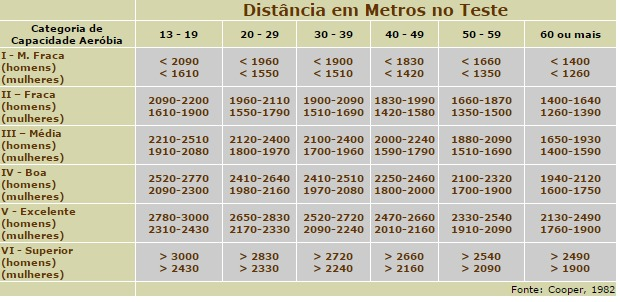 Distância em Metros no Teste
Categoria de Capacidade Aeróbia 13 - 19 20 - 29 30 - 39 40 - 49 50 - 59 60 ou mais
I - M. Fraca
(homens) < 2090 < 1960 < 1900 < 1830 < 1660 < 1400
(mulheres) < 1610 < 1550 < 1510 < 1420 < 1350 < 1260
II – Fraca
(homens) 2090-2200 1960-2110 1900-2090 1830-1990 1660-1870 1400-1640
(mulheres) 1610-1900 1550-1790 1510-1690 1420-1580 1350-1500 1260-1390
III – Média
(homens) 2210-2510 2120-2400 2100-2400 2000-2240 1880-2090 1650-1930
(mulheres) 1910-2080 1800-1970 1700-1960 1590-1790 1510-1690 1400-1590
IV - Boa
(homens) 2520-2770 2410-2640 2410-2510 2250-2460 2100-2320 1940-2120
(mulheres) 2090-2300 1980-2160 1970-2080 1800-2000 1700-1900 1600-1750
V - Excelente
(homens) 2780-3000 2650-2830 2520-2720 2470-2660 2330-2540 2130-2490
(mulheres) 2310-2430 2170-2330 2090-2240 2010-2160 1910-2090 1760-1900
VI - Superior
(homens) > 3000 > 2830 > 2720 > 2660 > 2540 > 2490
(mulheres) > 2430 > 2330 > 2240 > 2160 > 2090 > 1900
Fonte: Cooper, 1982